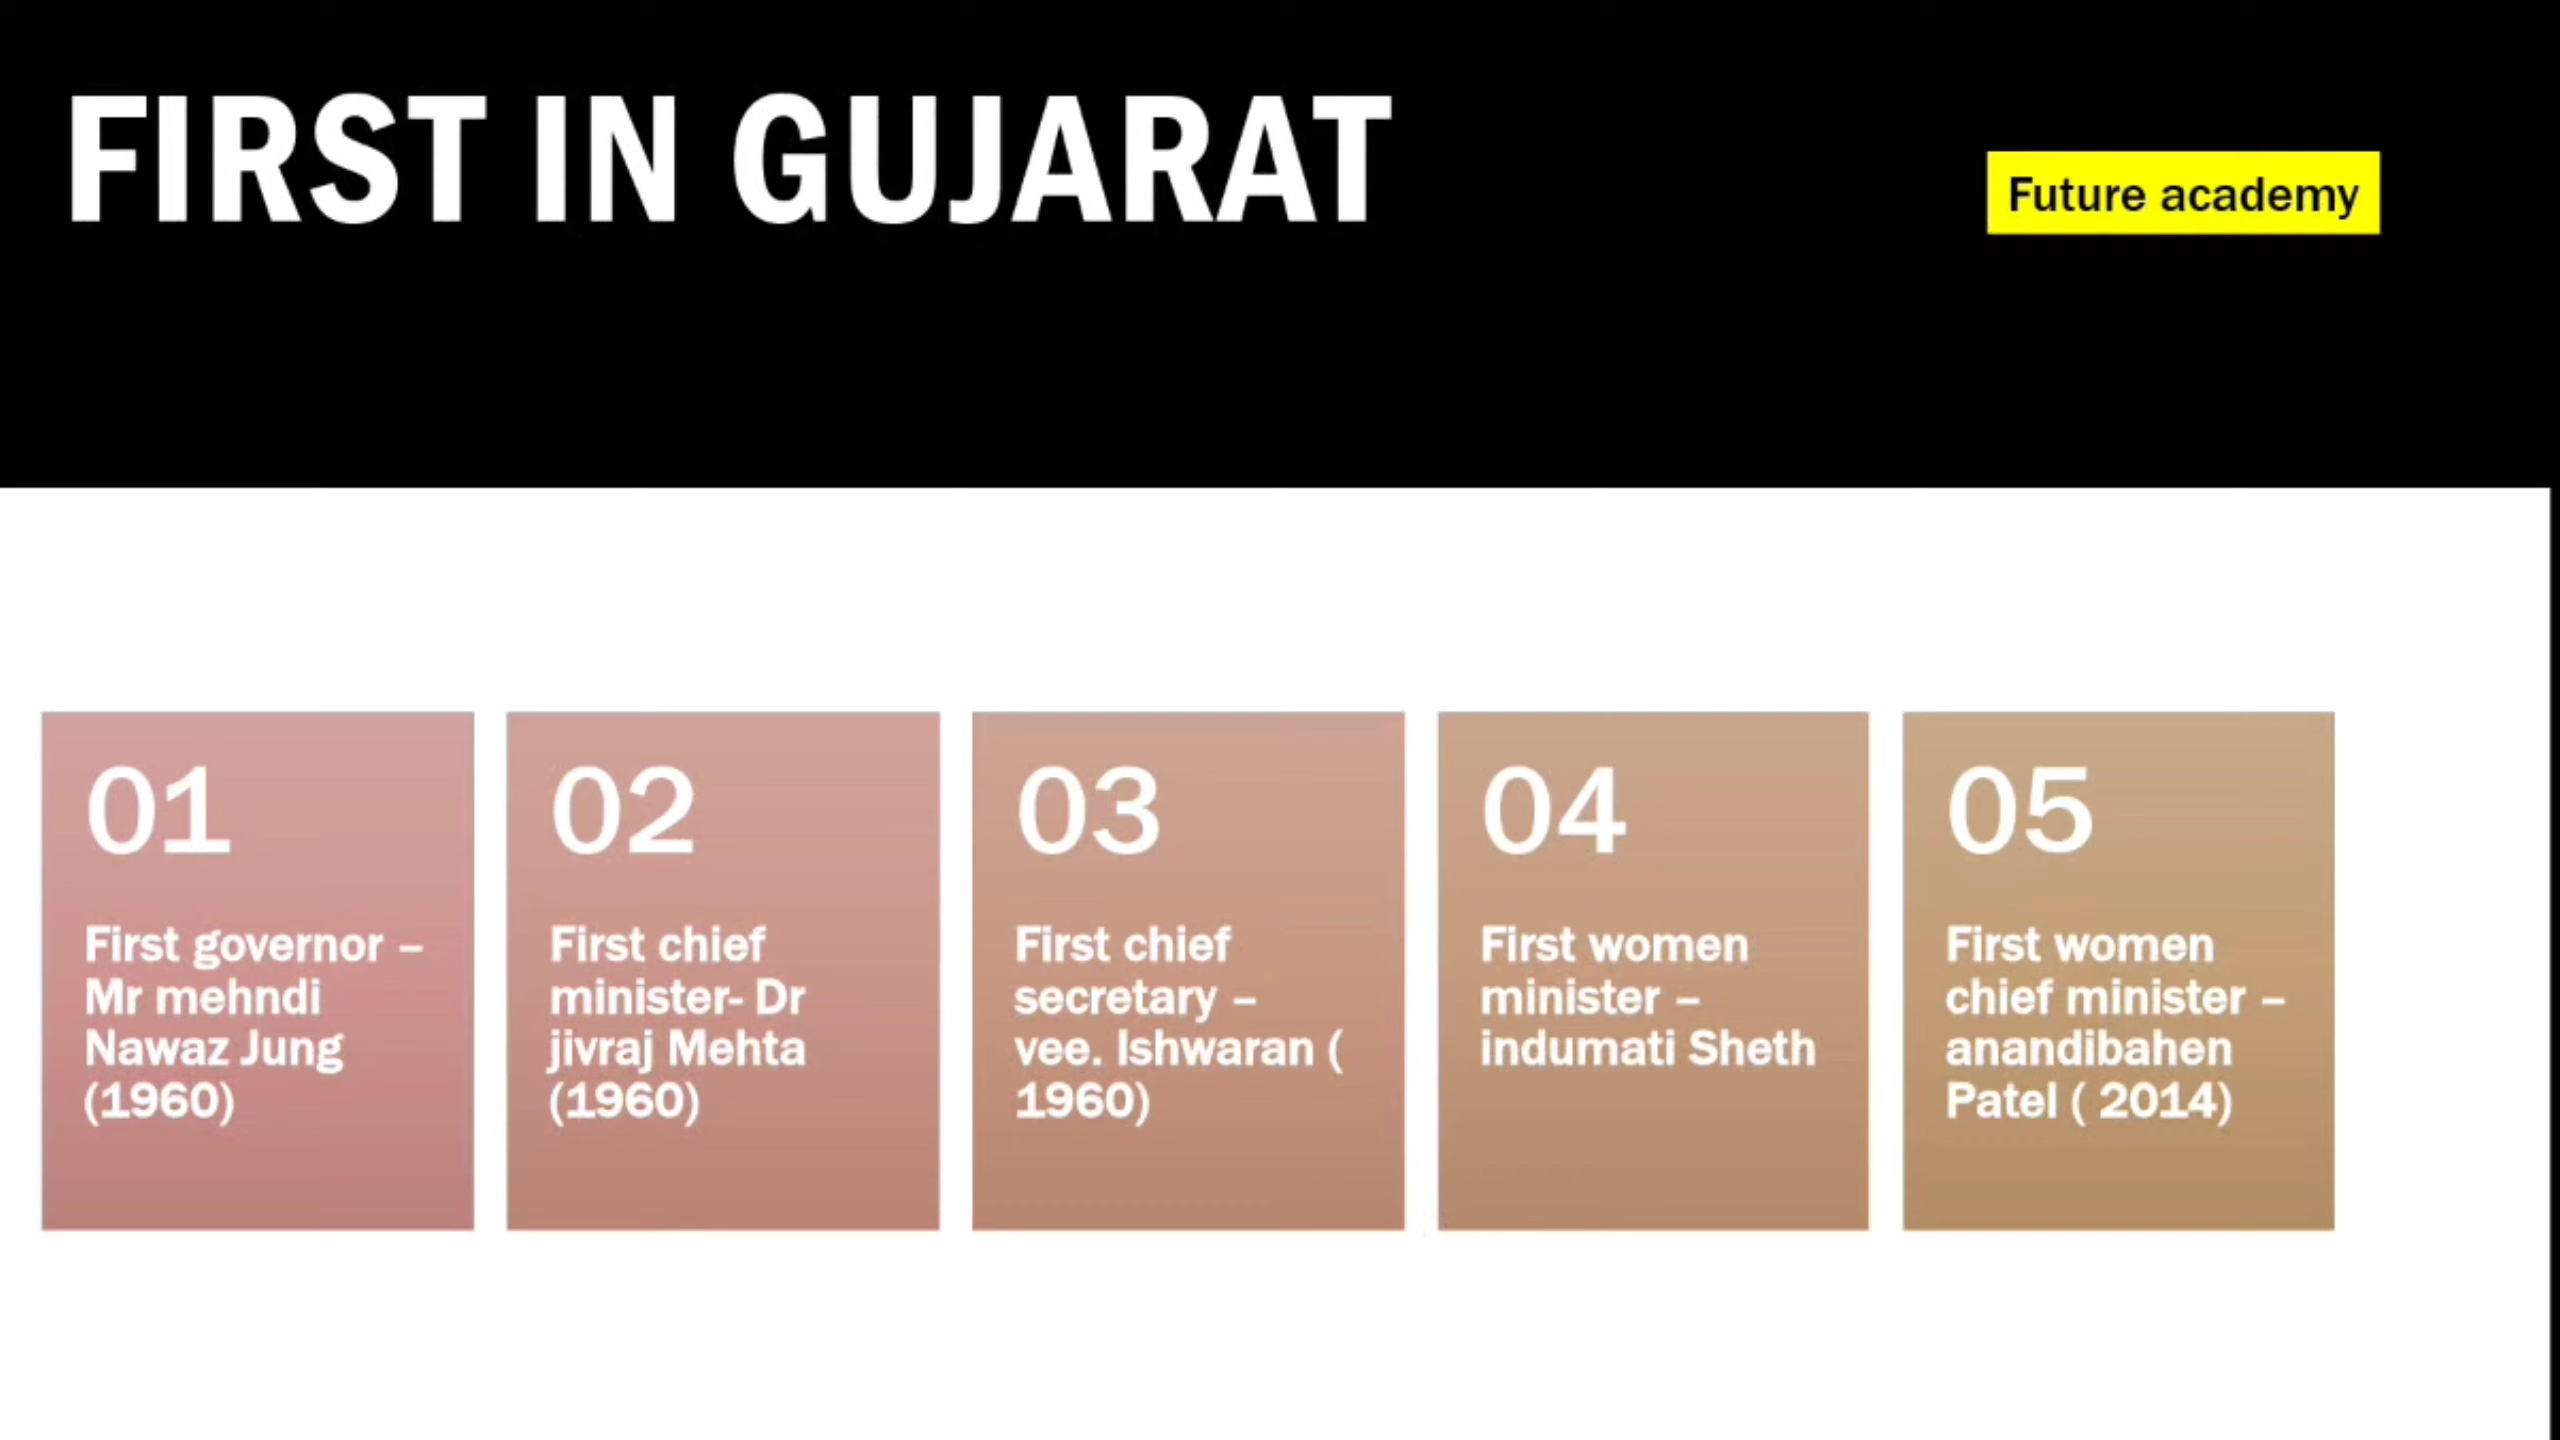 FIRST IN GUJARAT
Future academy
01
First governor –
Mr mehndi
Nawaz Jung
(1960)
02
First chief
minister- Dr
jivraj Mehta
(1960)
03
First chief
secretary –
vee. Ishwaran (
1960)
04
First women
minister –
indumati Sheth
05
First women
chief minister –
anandibahen
Patel ( 2014)